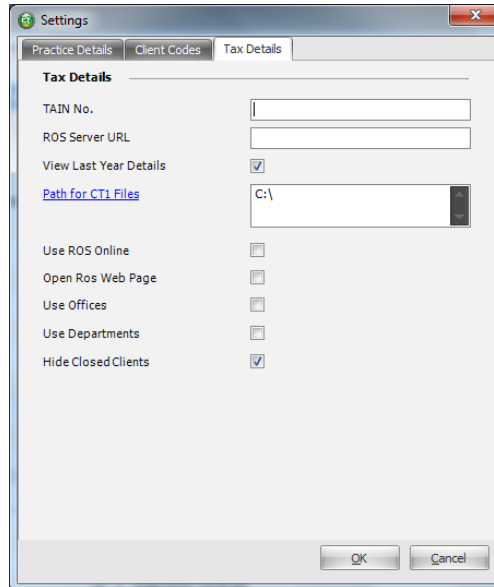 Settings
Practice Details Client Codes Tax Details
Tax Details
TAIN No.
ROS Server URL
View Last Year Details
Path for CT1 Files C:\
Use ROS Online
Open Ros Web Page
Use Offices
Use Departments
Hide Closed Clients
OK Cancel